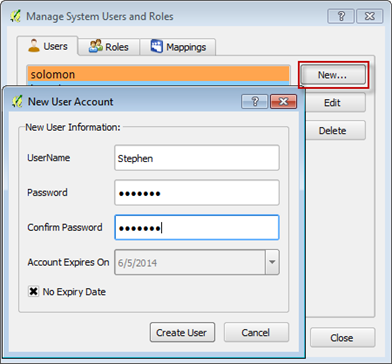 Manage System Users and Roles
Users Roles Mappings
solomon
New...
Edit
Delete
New User Account
New User Information:
UserName Stephen
Password •••••••
Confirm Password •••••••
Account Expires On 6/5/2014
No Expiry Date
Create User Cancel
Close